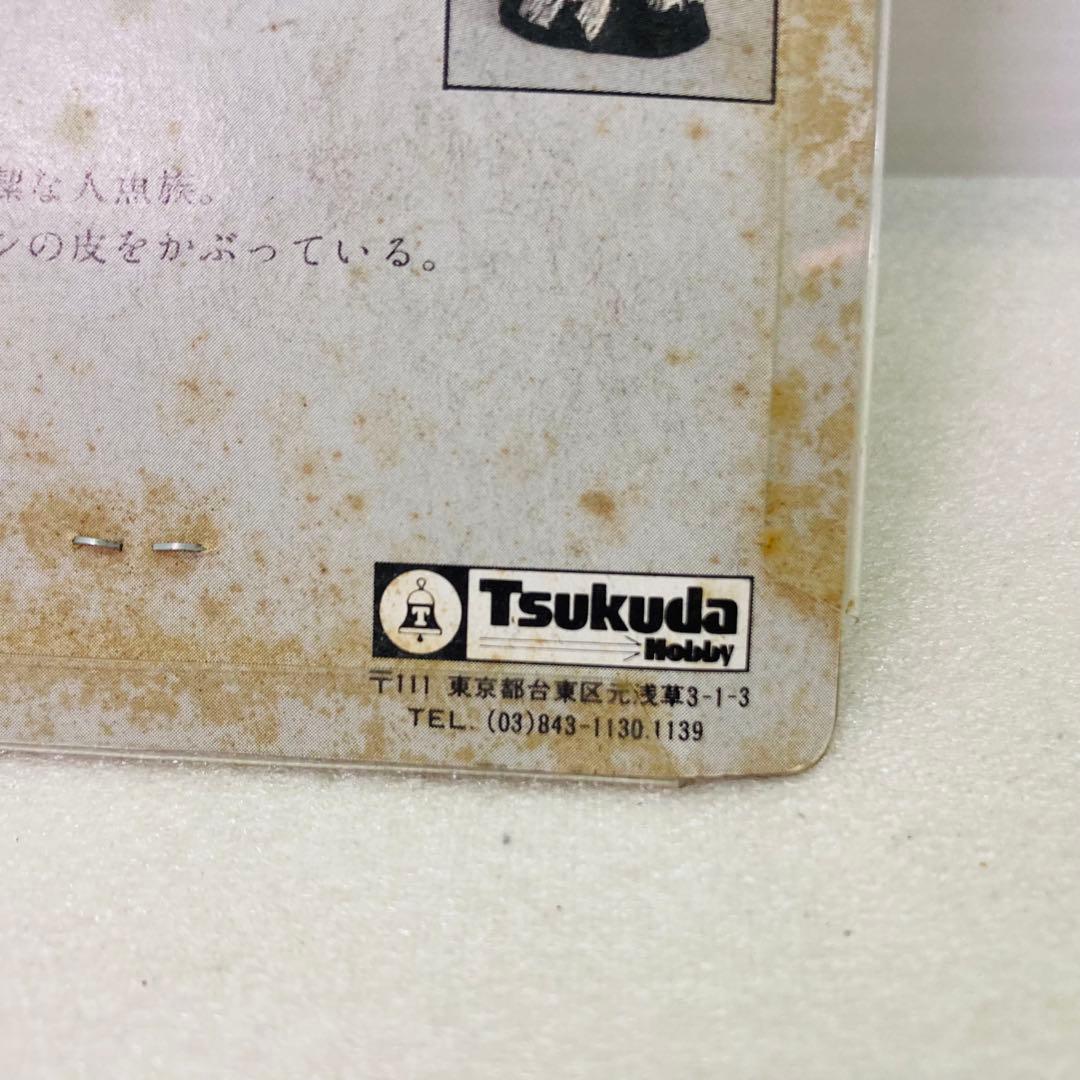 潔な人魚族。
ンの皮をかぶっている。
T
Tsukuda
Hobby
〒111 東京都台東区元浅草3-1-3
TEL. (03)843-1130.1139